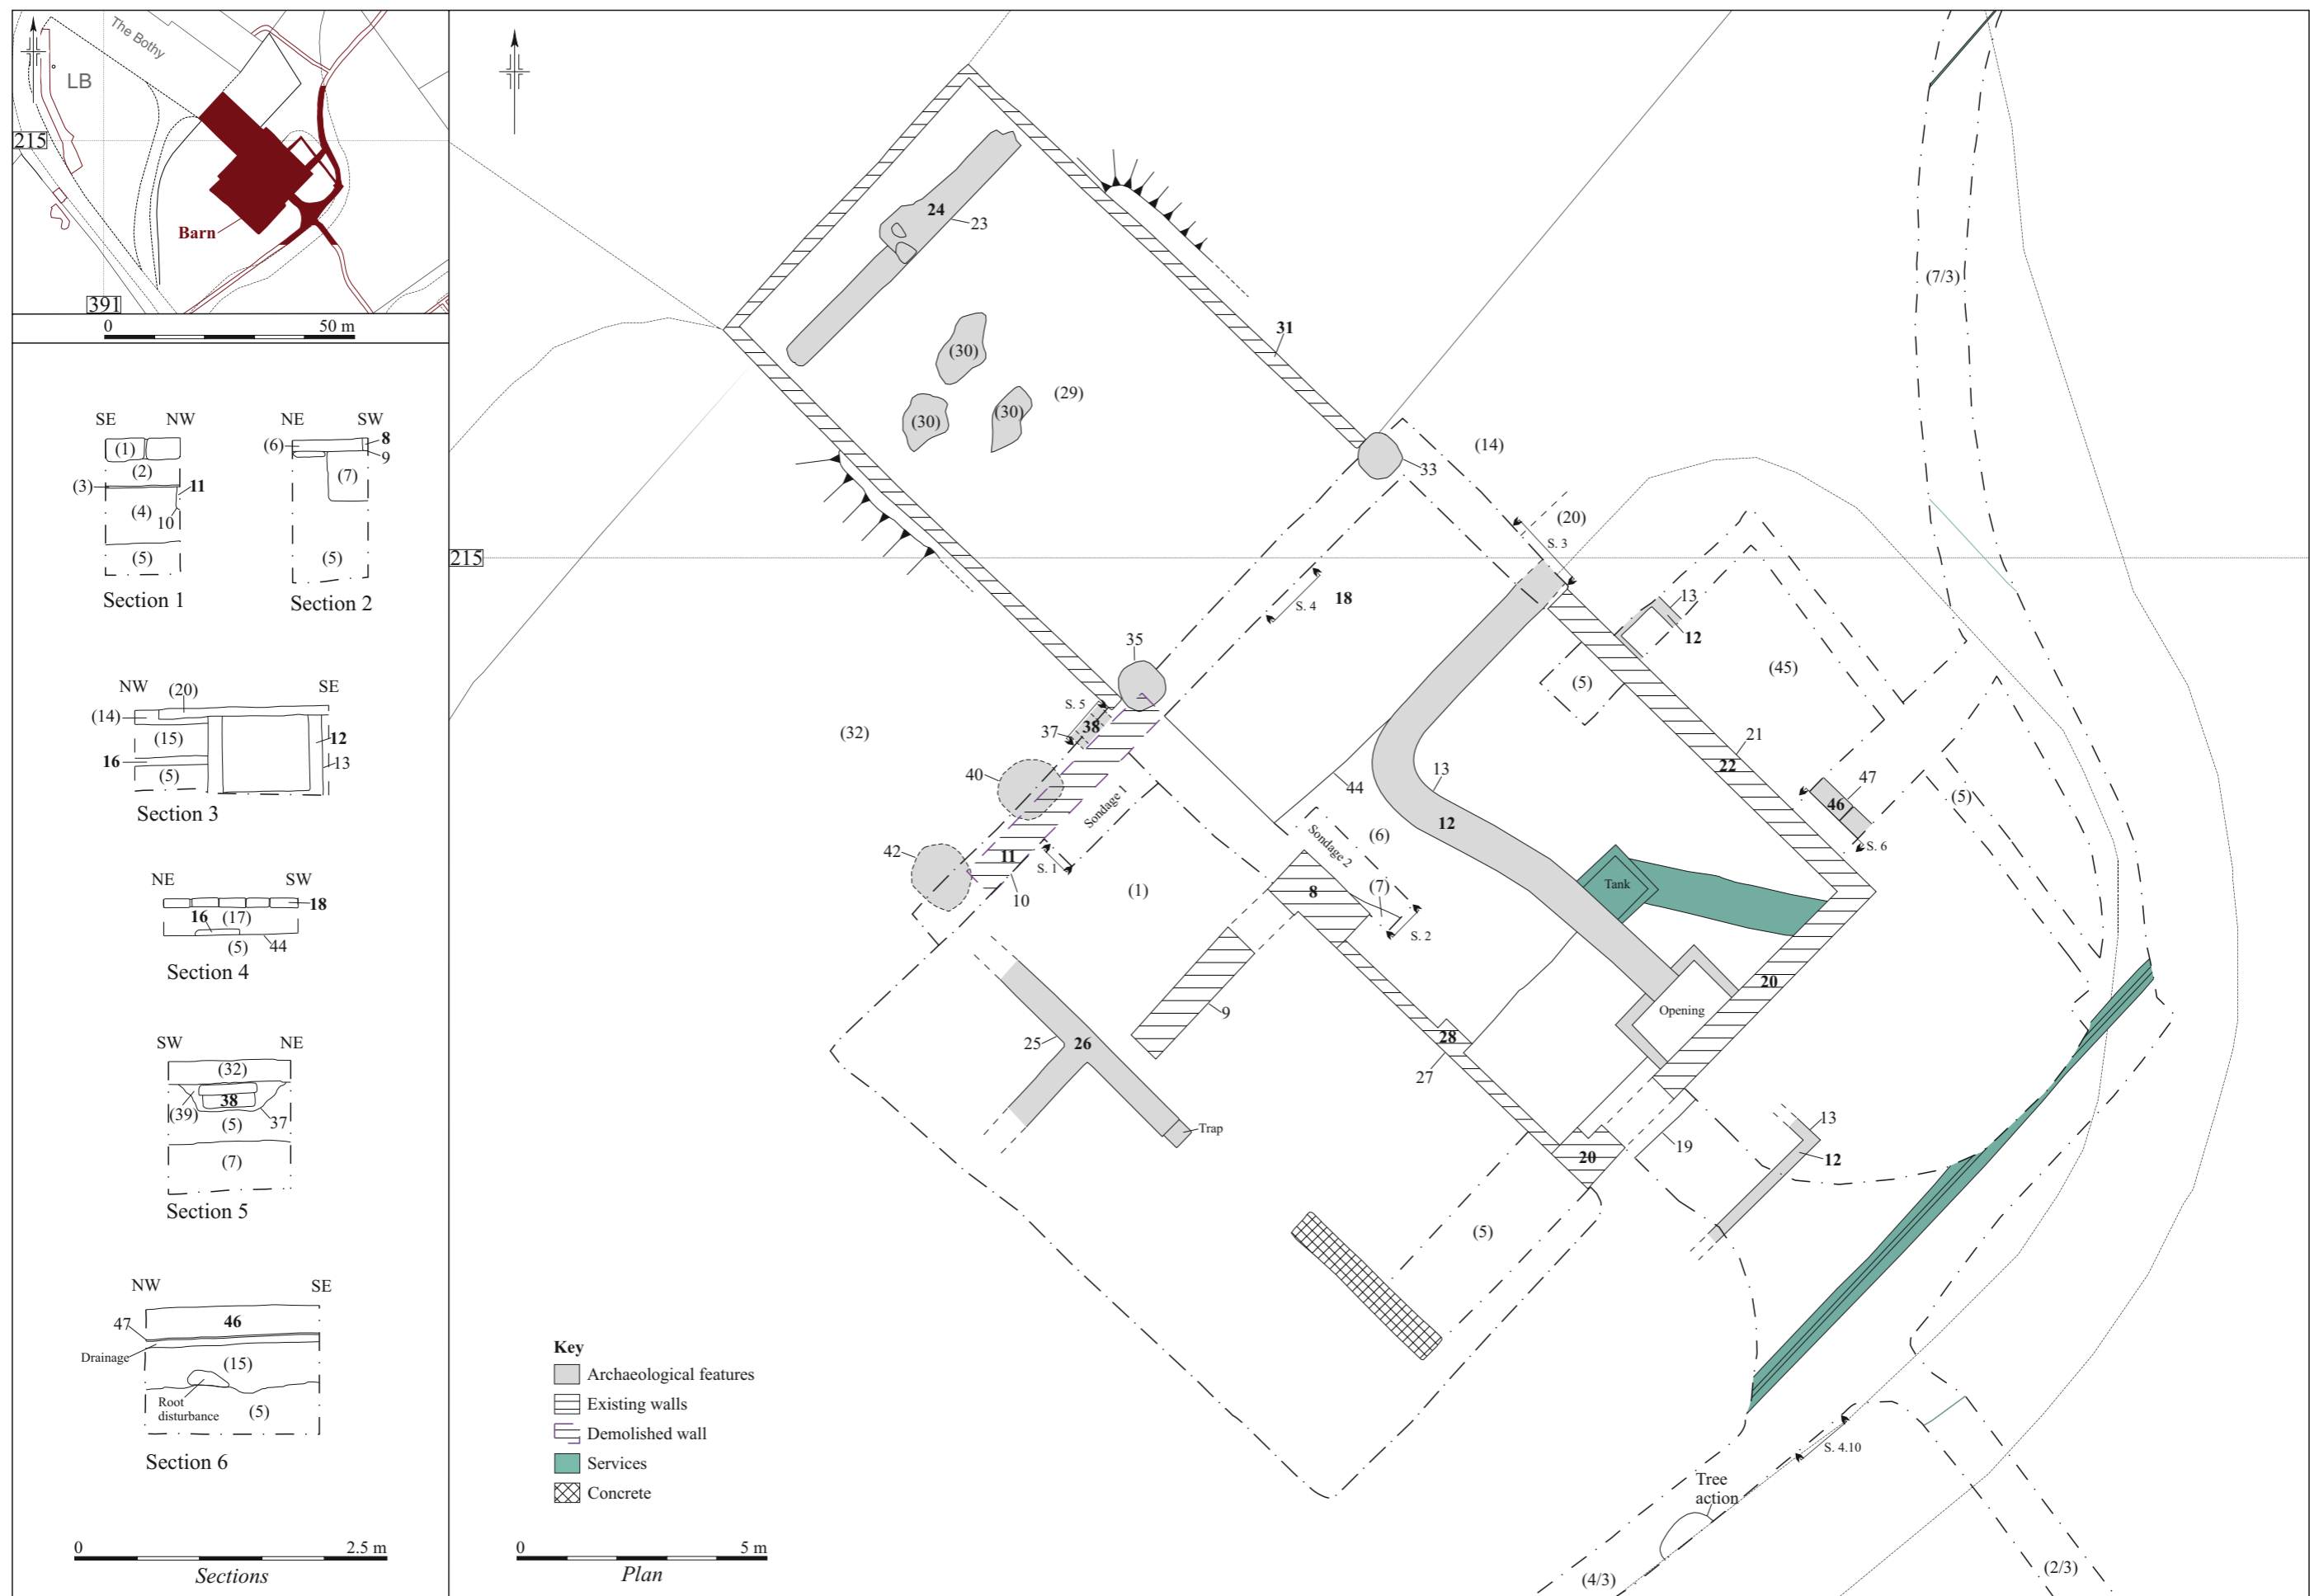 The Bothy
LB
215
Barn
391
0 50 m
SE NW
(1)
(2)
(3)
11
(4)
10
(5)
Section 1
NE SW
(6)
8
9
(7)
(5)
Section 2
NW SE
(20)
(14)
(15)
12
16
13
(5)
Section 3
NE SW
18
16 (17)
(5) 44
Section 4
SW NE
(32)
38
(39)
37
(5)
(7)
Section 5
NW SE
46
47
Drainage
(15)
Root
disturbance
(5)
Section 6
0 2.5 m
Sections
24
23
31
(30)
(29)
(30)
(30)
(14)
33
(20)
S. 3
215
S. 4
18
13
12
(45)
(5)
35
S. 5
37
38
(32)
40
Sondage 1
44
13
12
21
22
47
46
S. 6
(5)
(7/3)
42
11
S. 1
10
(1)
Sondage 2
(6)
8
(7)
S. 2
Tank
20
Opening
9
25
26
28
27
Trap
20
19
13
12
(5)
S. 4.10
Tree
action
(4/3)
(2/3)
Key
Archaeological features
Existing walls
Demolished wall
Services
Concrete
0 5 m
Plan